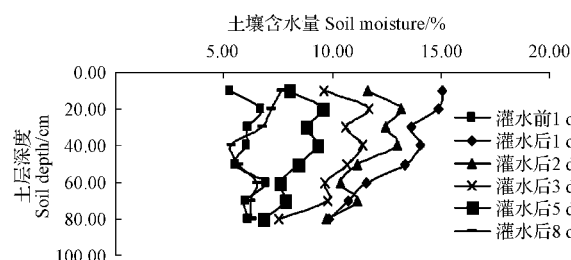 土壤含水量 Soil moisture/%
5.00 10.00 15.00 20.00
0.00
20.00
40.00
60.00
80.00
100.00
土层深度/cm
Soil depth/cm
灌水前1 d
灌水后1 d
灌水后2 d
灌水后3 d
灌水后5 d
灌水后8 d